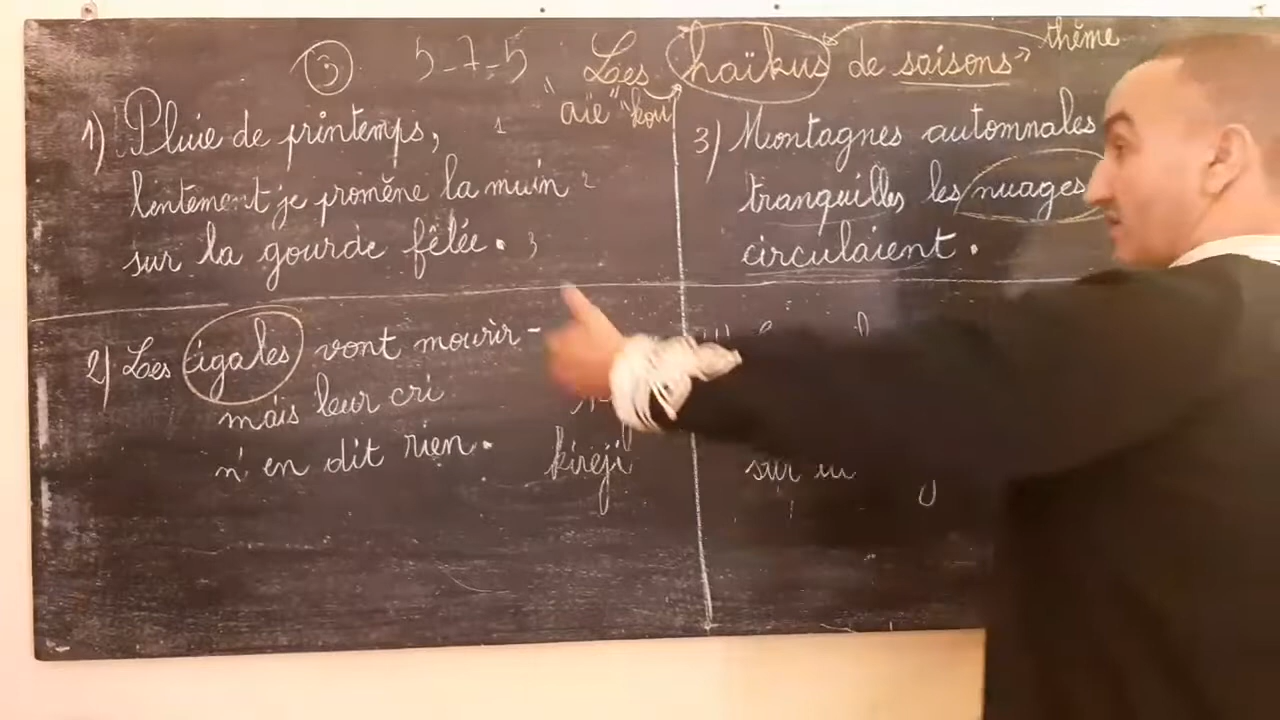 ③ 5-7-5 Les haïkus de saisons" thème
"aïe" "kou"
1) Pluie de printemps, 1
lentement je promène la main 2
sur la gourde fêlée. 3
2) Les cigales vont mourir -
mais leur cri
n'en dit rien. kireji
3) Montagnes automnales
tranquilles, les nuages
circulaient.
sur un